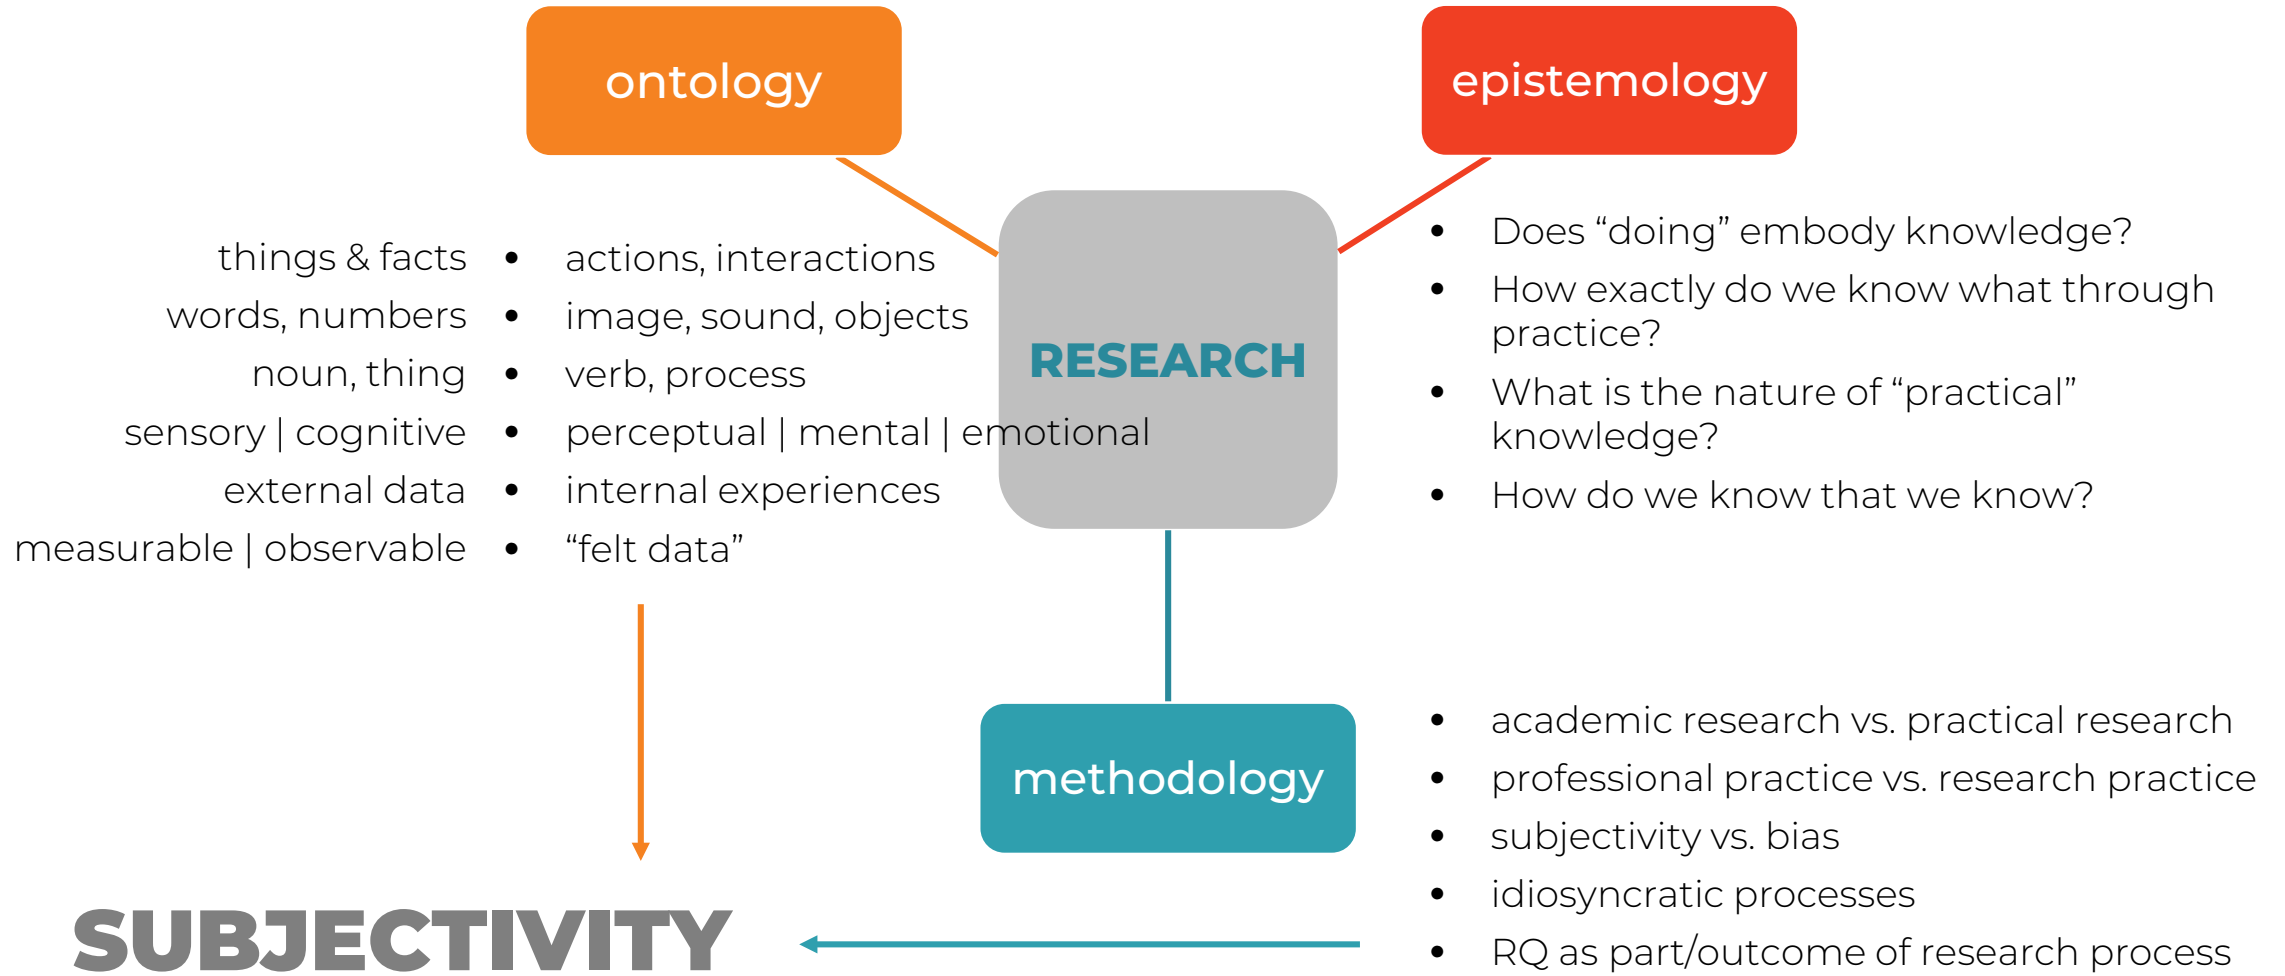 ontology
epistemology
RESEARCH
things & facts • actions, interactions
words, numbers • image, sound, objects
noun, thing • verb, process
sensory | cognitive • perceptual | mental | emotional
external data • internal experiences
measurable | observable • “felt data”
• Does “doing” embody knowledge?
• How exactly do we know what through
practice?
• What is the nature of “practical”
knowledge?
• How do we know that we know?
methodology
• academic research vs. practical research
• professional practice vs. research practice
• subjectivity vs. bias
• idiosyncratic processes
• RQ as part/outcome of research process
SUBJECTIVITY